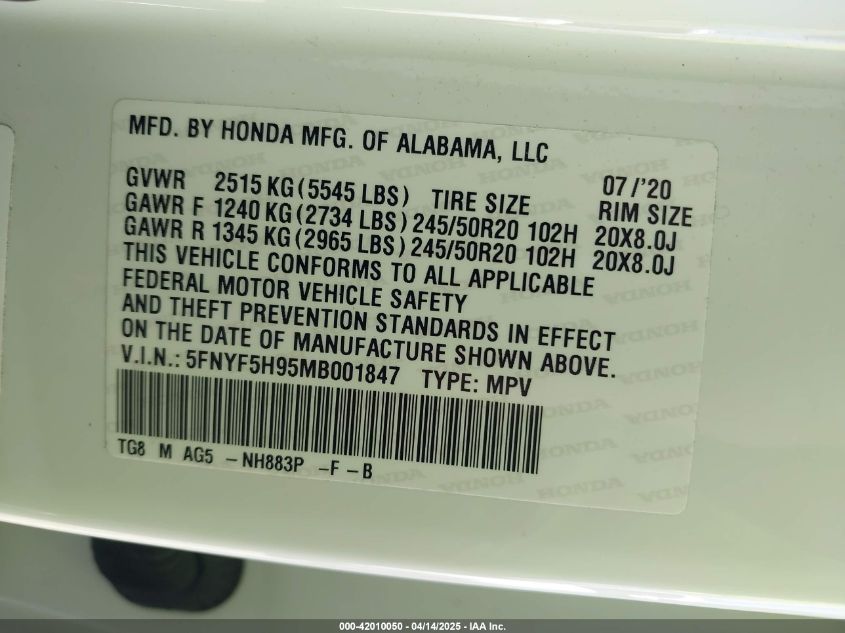 MFD. BY HONDA MFG. OF ALABAMA, LLC
07/'20
GVWR 2515 KG (5545 LBS) TIRE SIZE RIM SIZE
GAWR F 1240 KG (2734 LBS) 245/50R20 102H 20X8.0J
GAWR R 1345 KG (2965 LBS) 245/50R20 102H 20X8.0J
THIS VEHICLE CONFORMS TO ALL APPLICABLE
FEDERAL MOTOR VEHICLE SAFETY
AND THEFT PREVENTION STANDARDS IN EFFECT
ON THE DATE OF MANUFACTURE SHOWN ABOVE.
V.I.N.: 5FNYF5H95MB001847 TYPE: MPV
TG8 M AG5 -NH883P -F -B
000-42010050 - 04/14/2025 - IAA Inc.